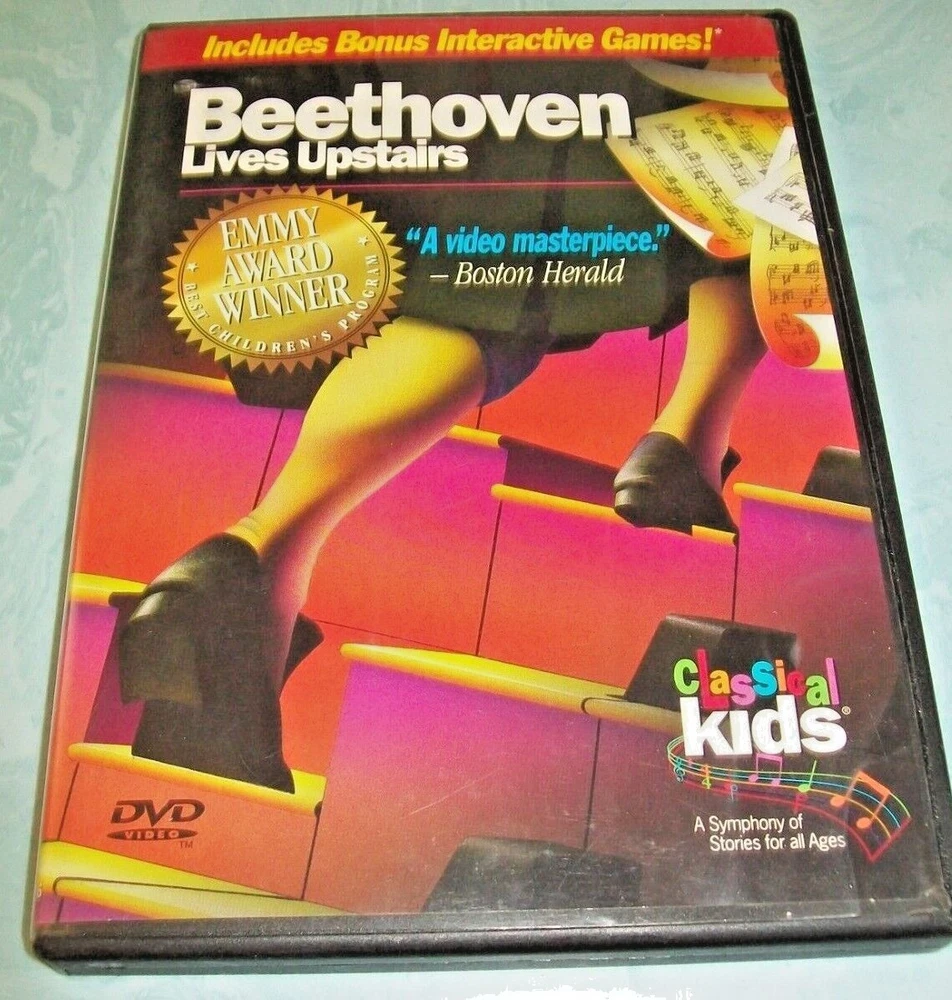 Includes Bonus Interactive Games!*
Beethoven
Lives Upstairs
EMMY
AWARD
WINNER
★ BEST CHILDREN'S PROGRAM ★
“A video masterpiece.”
– Boston Herald
Classical
kids®
A Symphony of
Stories for all Ages
DVD
VIDEO
TM